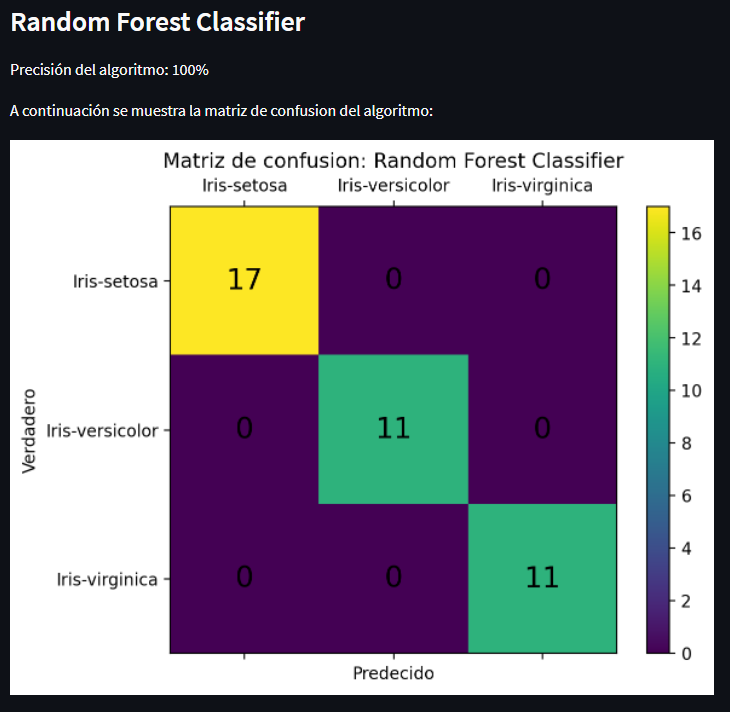 Random Forest Classifier
Precisión del algoritmo: 100%
A continuación se muestra la matriz de confusion del algoritmo:
Matriz de confusion: Random Forest Classifier
Iris-setosa Iris-versicolor Iris-virginica
Iris-setosa 17 0 0
Iris-versicolor 0 11 0
Iris-virginica 0 0 11
Verdadero
Predecido
16
14
12
10
8
6
4
2
0